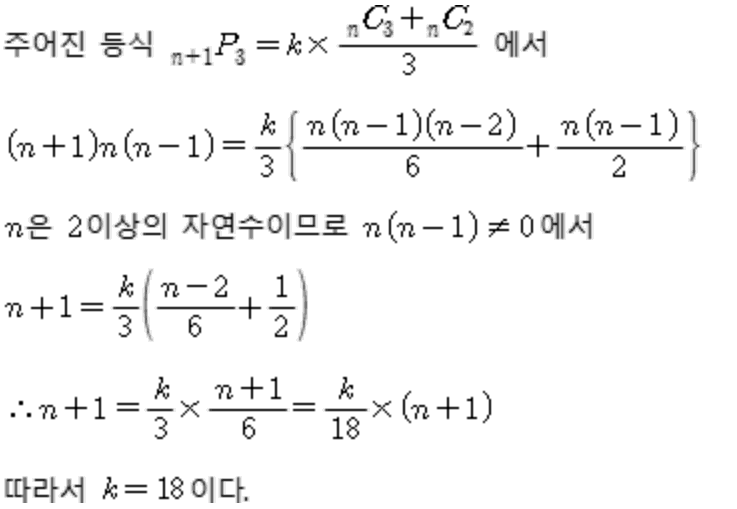 주어진 등식 ₙ₊₁P₃ = k × (ₙC₃ + ₙC₂)/3 에서
(n+1)n(n−1) = k/3 { n(n−1)(n−2)/6 + n(n−1)/2 }
n은 2이상의 자연수이므로 n(n−1) ≠ 0에서
n+1 = k/3 ( (n−2)/6 + 1/2 )
∴ n+1 = k/3 × (n+1)/6 = k/18 × (n+1)
따라서 k = 18이다.